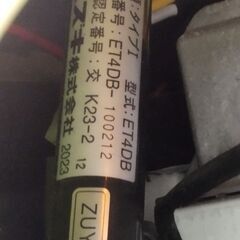 :タイプI 型式:ET4DB
番号:ET4DB-100212
認定番号:交 K23-2
スズキ株式会社 2023 12
ZUY